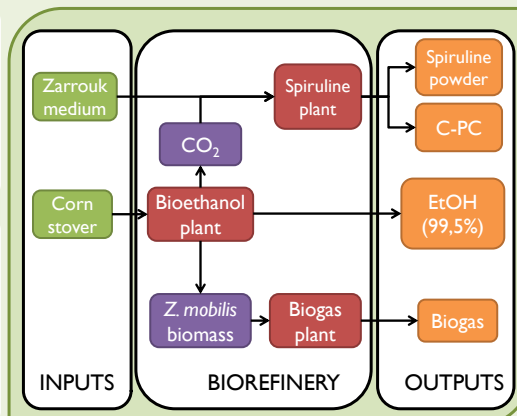 Zarrouk
medium
Corn
stover
INPUTS
CO₂
Bioethanol
plant
Z. mobilis
biomass
Spiruline
plant
Biogas
plant
BIOREFINERY
Spiruline
powder
C-PC
EtOH
(99,5%)
Biogas
OUTPUTS